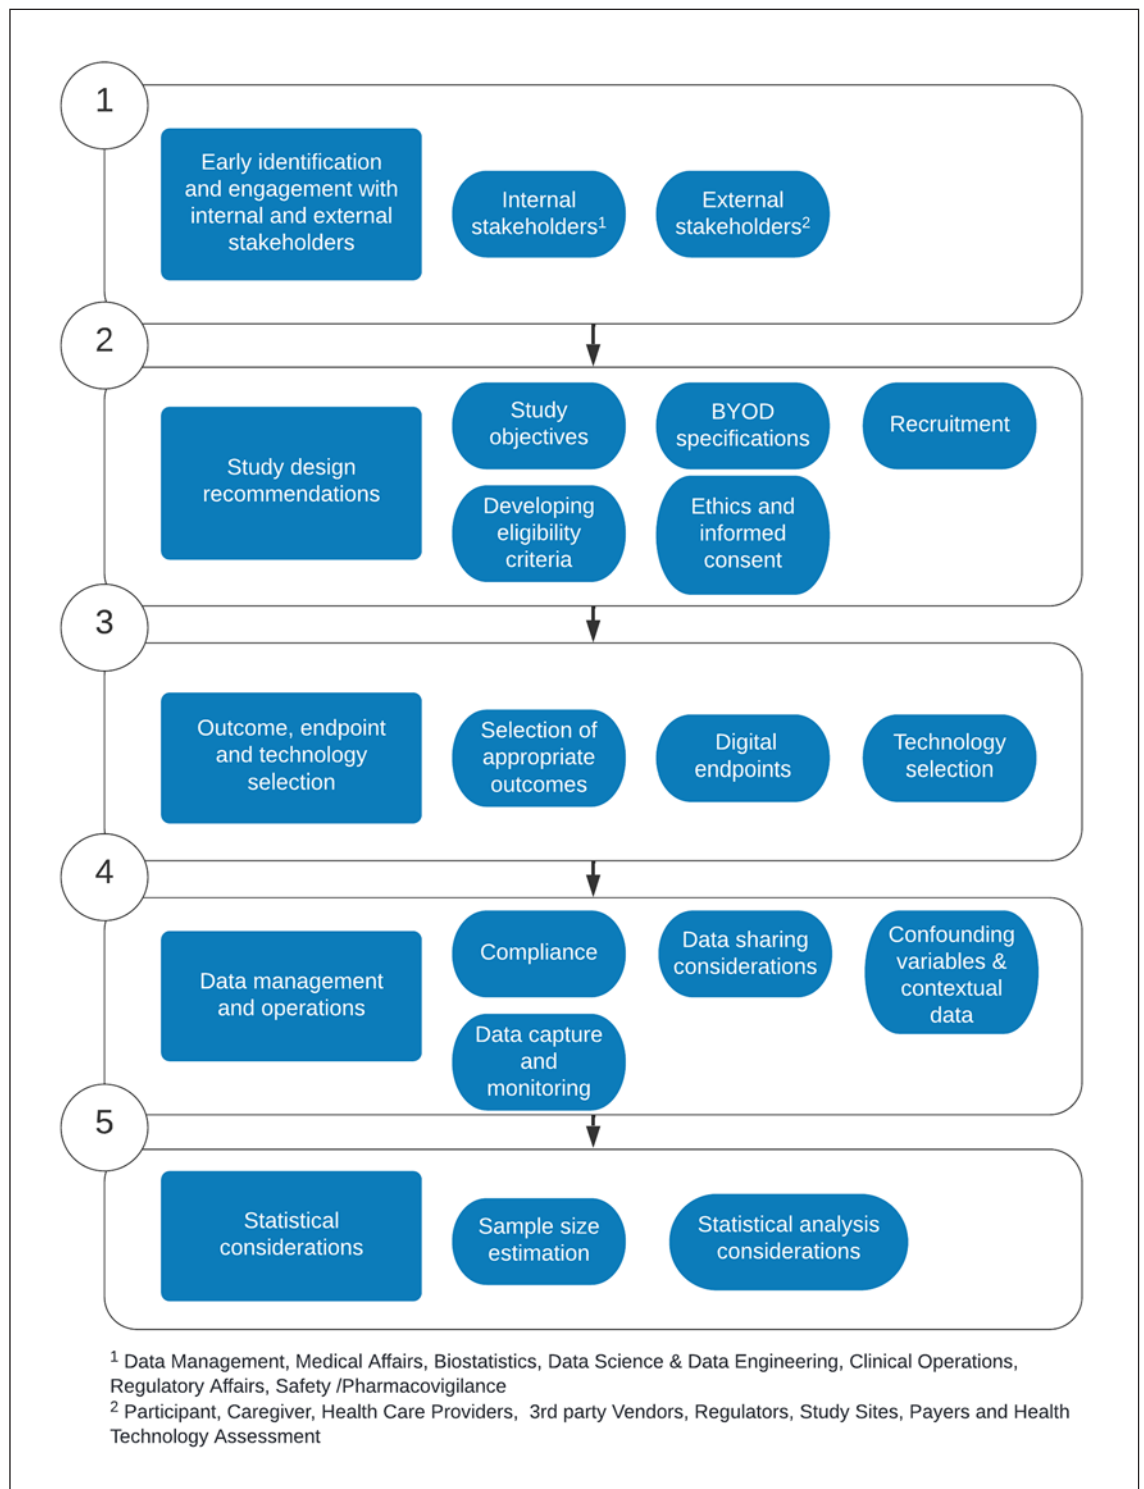 1
Early identification
and engagement with
internal and external
stakeholders
Internal
stakeholders1
External
stakeholders2
2
Study design
recommendations
Study
objectives
BYOD
specifications
Recruitment
Developing
eligibility
criteria
Ethics and
informed
consent
3
Outcome, endpoint
and technology
selection
Selection of
appropriate
outcomes
Digital
endpoints
Technology
selection
4
Data management
and operations
Compliance
Data sharing
considerations
Confounding
variables &
contextual
data
Data capture
and
monitoring
5
Statistical
considerations
Sample size
estimation
Statistical analysis
considerations
1 Data Management, Medical Affairs, Biostatistics, Data Science & Data Engineering, Clinical Operations,
Regulatory Affairs, Safety /Pharmacovigilance
2 Participant, Caregiver, Health Care Providers, 3rd party Vendors, Regulators, Study Sites, Payers and Health
Technology Assessment